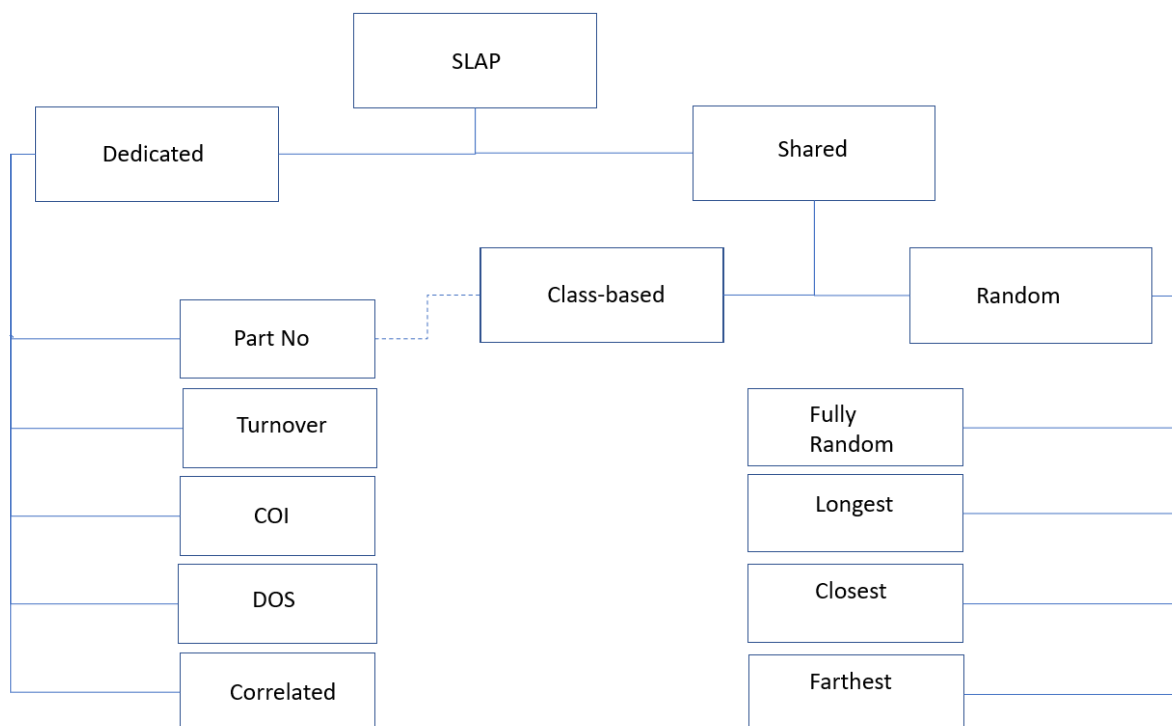 SLAP
Dedicated
Shared
Class-based
Random
Part No
Turnover
COI
DOS
Correlated
Fully
Random
Longest
Closest
Farthest